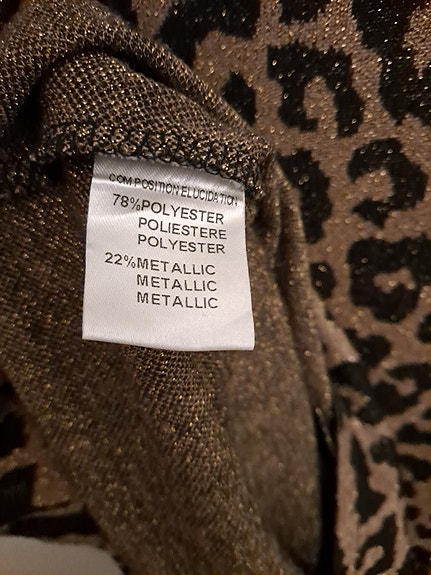 COMPOSITION ELUCIDATION
78%POLYESTER
POLIESTERE
POLYESTER
22%METALLIC
METALLIC
METALLIC